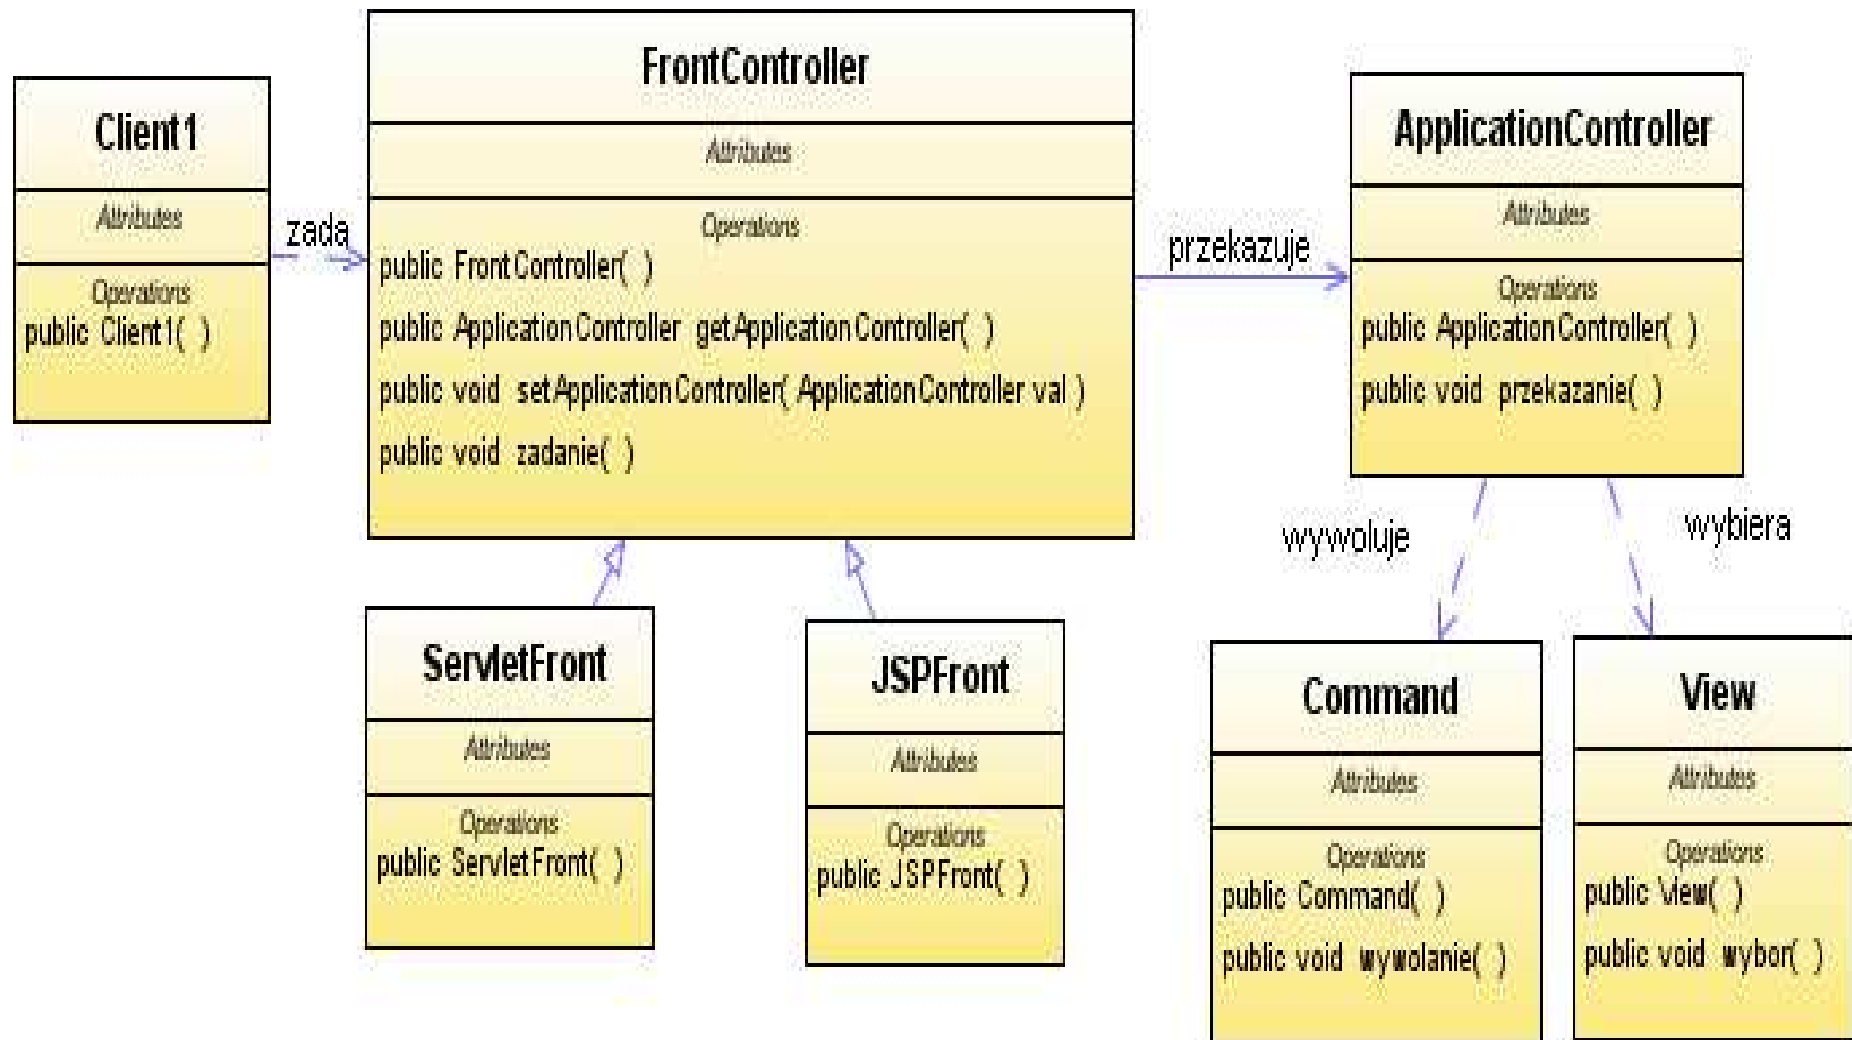 Client1
Attributes
Operations
public Client1( )
zada
FrontController
Attributes
Operations
public FrontController( )
public ApplicationController getApplicationController( )
public void setApplicationController( ApplicationController val )
public void zadanie( )
przekazuje
ApplicationController
Attributes
Operations
public ApplicationController( )
public void przekazanie( )
wywoluje
wybiera
ServletFront
Attributes
Operations
public ServletFront( )
JSPFront
Attributes
Operations
public JSPFront( )
Command
Attributes
Operations
public Command( )
public void wywolanie( )
View
Attributes
Operations
public View( )
public void wybor( )